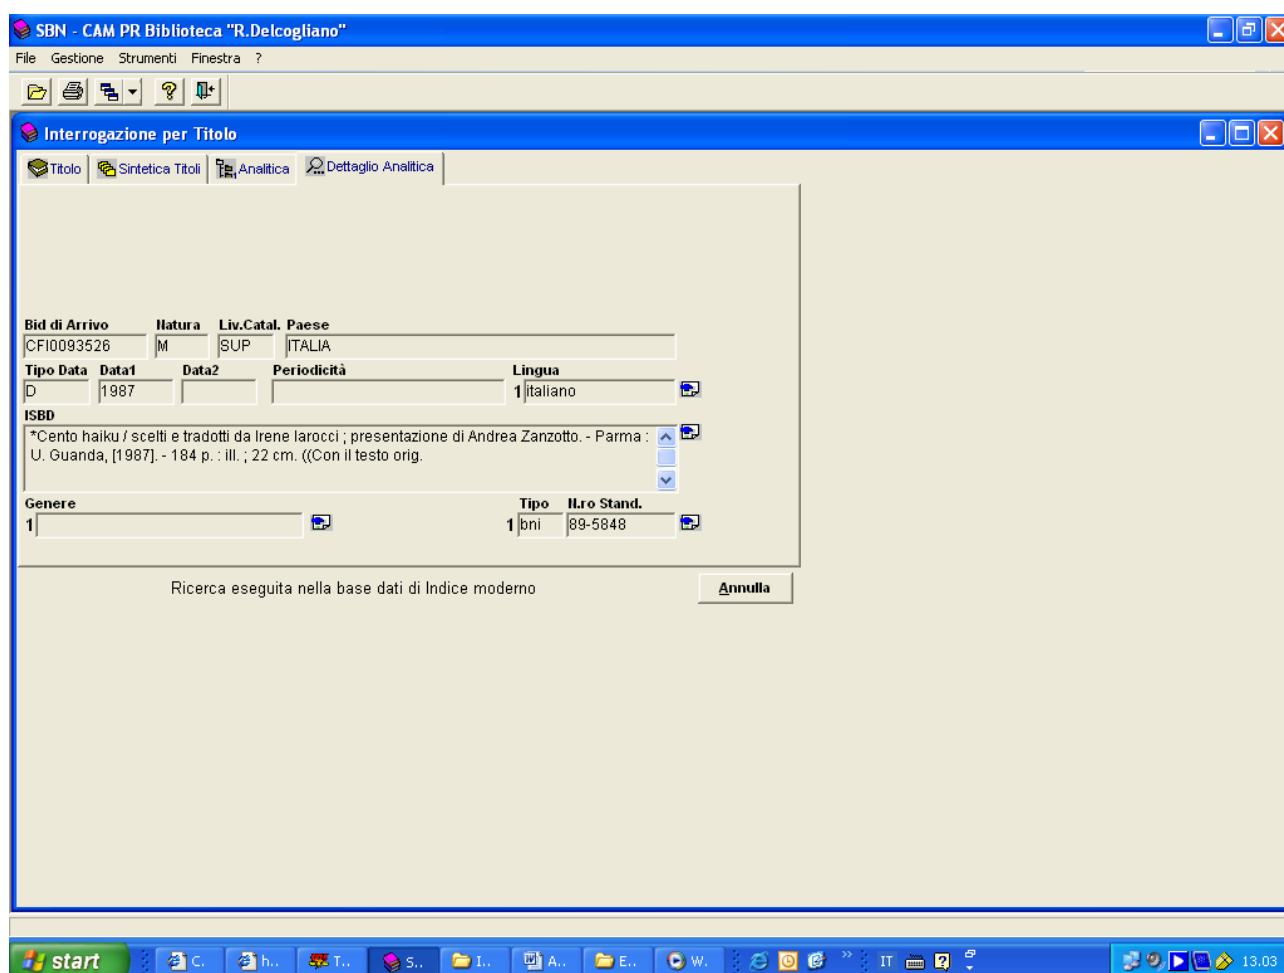 SBN - CAM PR Biblioteca "R.Delcogliano"
File Gestione Strumenti Finestra ?
Interrogazione per Titolo
Titolo Sintetica Titoli Analitica Dettaglio Analitica
Bid di Arrivo Natura Liv.Catal. Paese
CFI0093526 M SUP ITALIA
Tipo Data Data1 Data2 Periodicità Lingua
D 1987 1 italiano
ISBD
*Cento haiku / scelti e tradotti da Irene Iarocci ; presentazione di Andrea Zanzotto. - Parma :
U. Guanda, [1987]. - 184 p. : ill. ; 22 cm. ((Con il testo orig.
Genere Tipo N.ro Stand.
1 1 bni 89-5848
Ricerca eseguita nella base dati di Indice moderno Annulla
start C.. h.. T.. S.. I.. A.. E.. W.. » IT 13.03